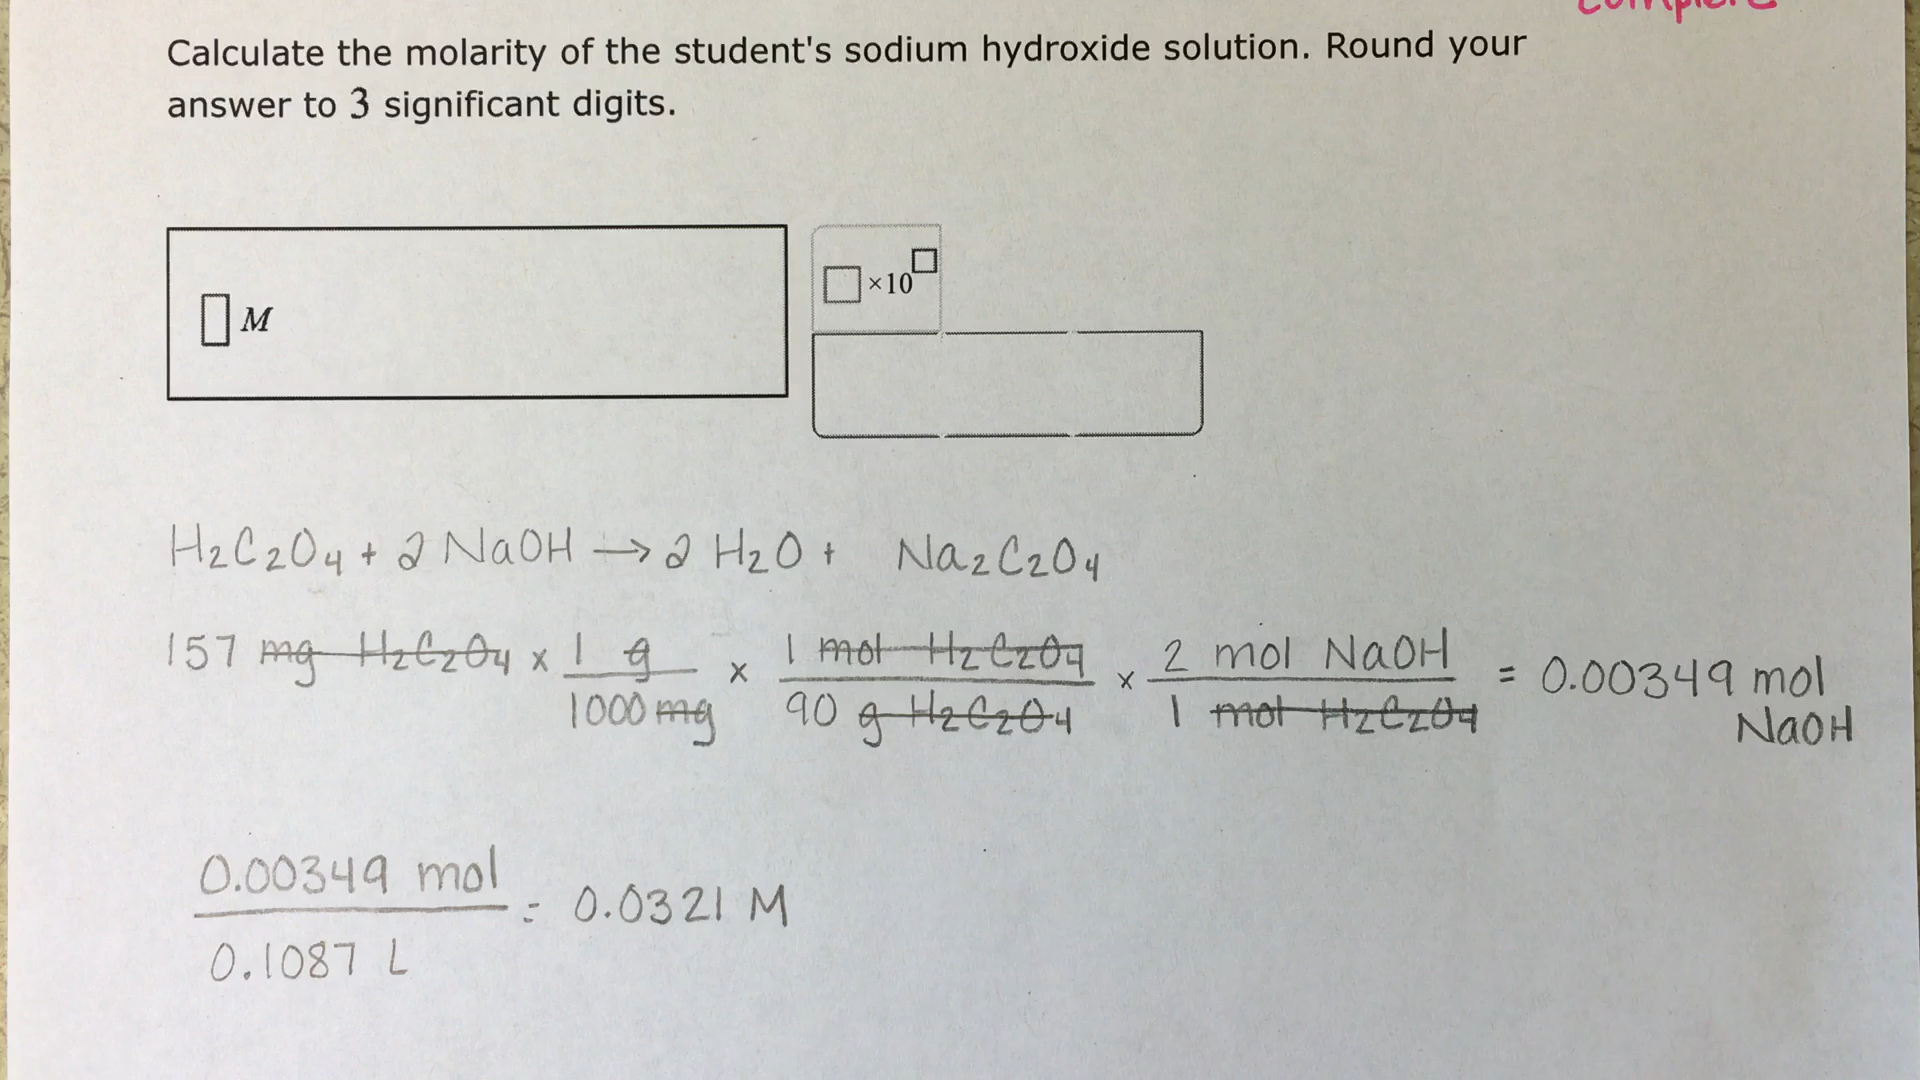 complete
Calculate the molarity of the student's sodium hydroxide solution. Round your
answer to 3 significant digits.
□ M
□ ×10^□
H₂C₂O₄ + 2 NaOH → 2 H₂O + Na₂C₂O₄
157 mg H₂C₂O₄ x 1 g / 1000 mg x 1 mol H₂C₂O₄ / 90 g H₂C₂O₄ x 2 mol NaOH / 1 mol H₂C₂O₄ = 0.00349 mol
NaOH
0.00349 mol / 0.1087 L = 0.0321 M